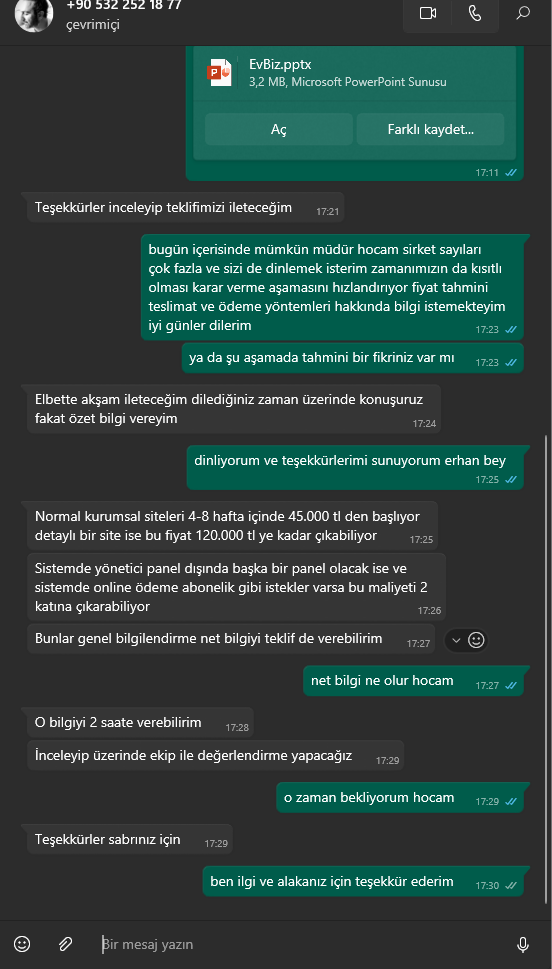 +90 532 252 18 77
çevrimiçi
EvBiz.pptx
3,2 MB, Microsoft PowerPoint Sunusu
Aç
Farklı kaydet...
17:11
Teşekkürler inceleyip teklifimizi ileteceğim
17:21
bugün içerisinde mümkün müdür hocam sirket sayıları
çok fazla ve sizi de dinlemek isterim zamanımızın da kısıtlı
olması karar verme aşamasını hızlandırıyor fiyat tahmini
teslimat ve ödeme yöntemleri hakkında bilgi istemekteyim
iyi günler dilerim
17:23
ya da şu aşamada tahmini bir fikriniz var mı
17:23
Elbette akşam ileteceğim dilediğiniz zaman üzerinde konuşuruz
fakat özet bilgi vereyim
17:24
dinliyorum ve teşekkürlerimi sunuyorum erhan bey
17:25
Normal kurumsal siteleri 4-8 hafta içinde 45.000 tl den başlıyor
detaylı bir site ise bu fiyat 120.000 tl ye kadar çıkabiliyor
17:25
Sistemde yönetici panel dışında başka bir panel olacak ise ve
sistemde online ödeme abonelik gibi istekler varsa bu maliyeti 2
katına çıkarabiliyor
17:26
Bunlar genel bilgilendirme net bilgiyi teklif de verebilirim
17:27
net bilgi ne olur hocam
17:27
O bilgiyi 2 saate verebilirim
17:28
İnceleyip üzerinde ekip ile değerlendirme yapacağız
17:29
o zaman bekliyorum hocam
17:29
Teşekkürler sabrınız için
17:29
ben ilgi ve alakanız için teşekkür ederim
17:30
Bir mesaj yazın